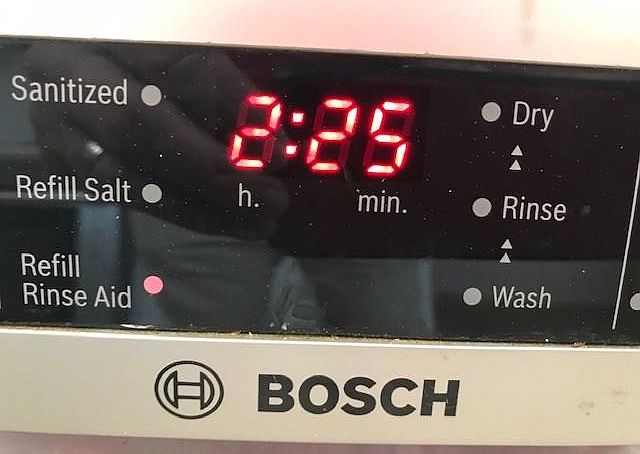 Sanitized
2:25
Dry
Refill Salt
h. min.
Rinse
Refill
Rinse Aid
Wash
BOSCH